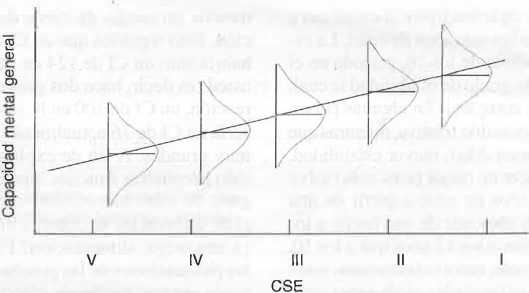 Capacidad mental general
V IV III II I
CSE